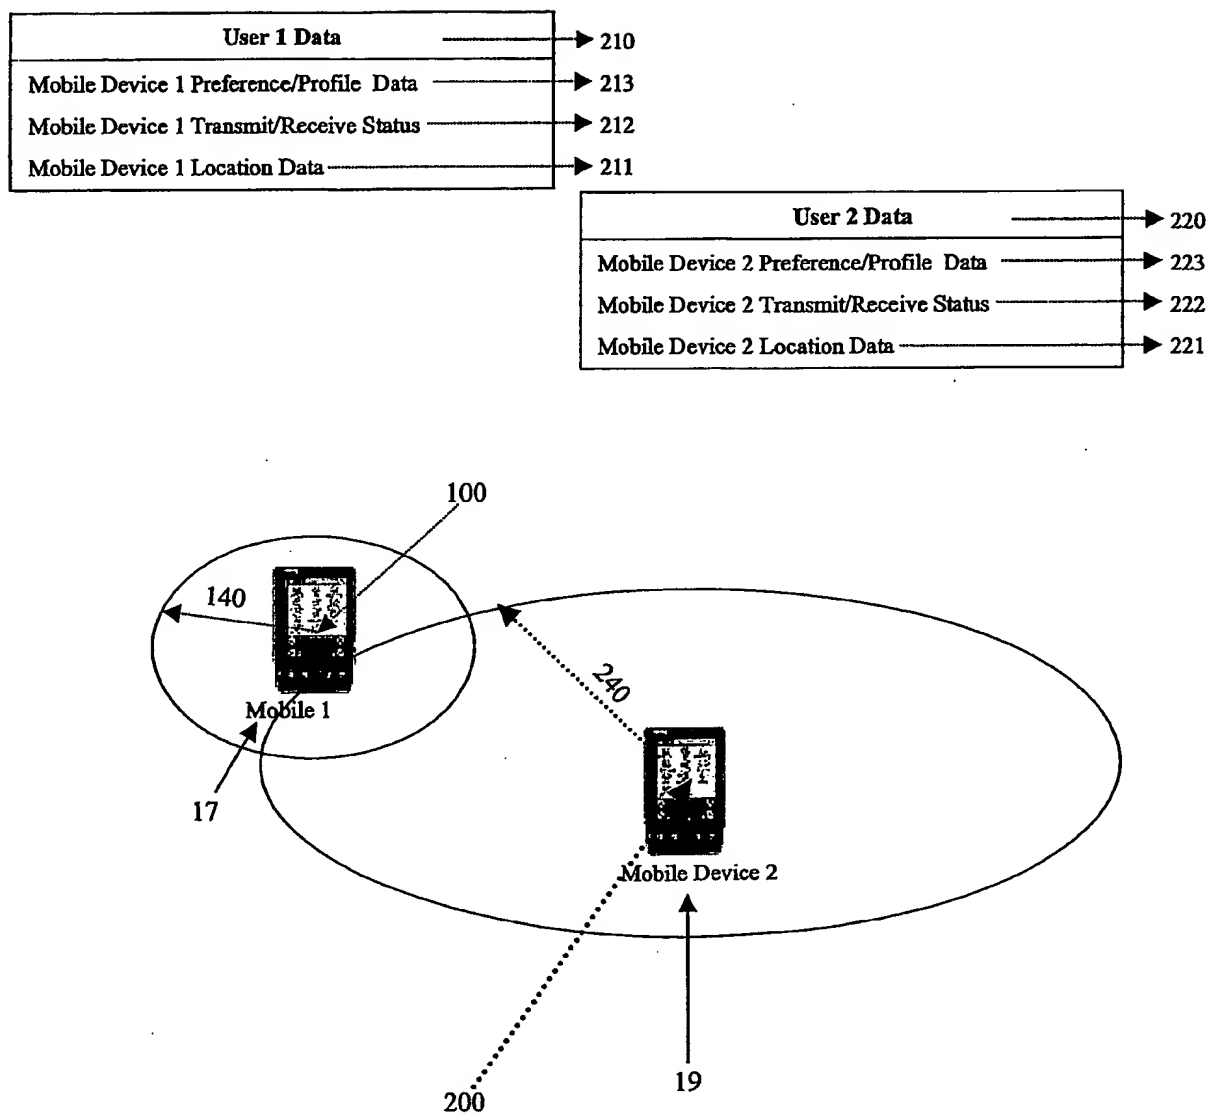 User 1 Data 210
Mobile Device 1 Preference/Profile Data 213
Mobile Device 1 Transmit/Receive Status 212
Mobile Device 1 Location Data 211
User 2 Data 220
Mobile Device 2 Preference/Profile Data 223
Mobile Device 2 Transmit/Receive Status 222
Mobile Device 2 Location Data 221
100
140
240
Mobile 1
17
Mobile Device 2
19
200